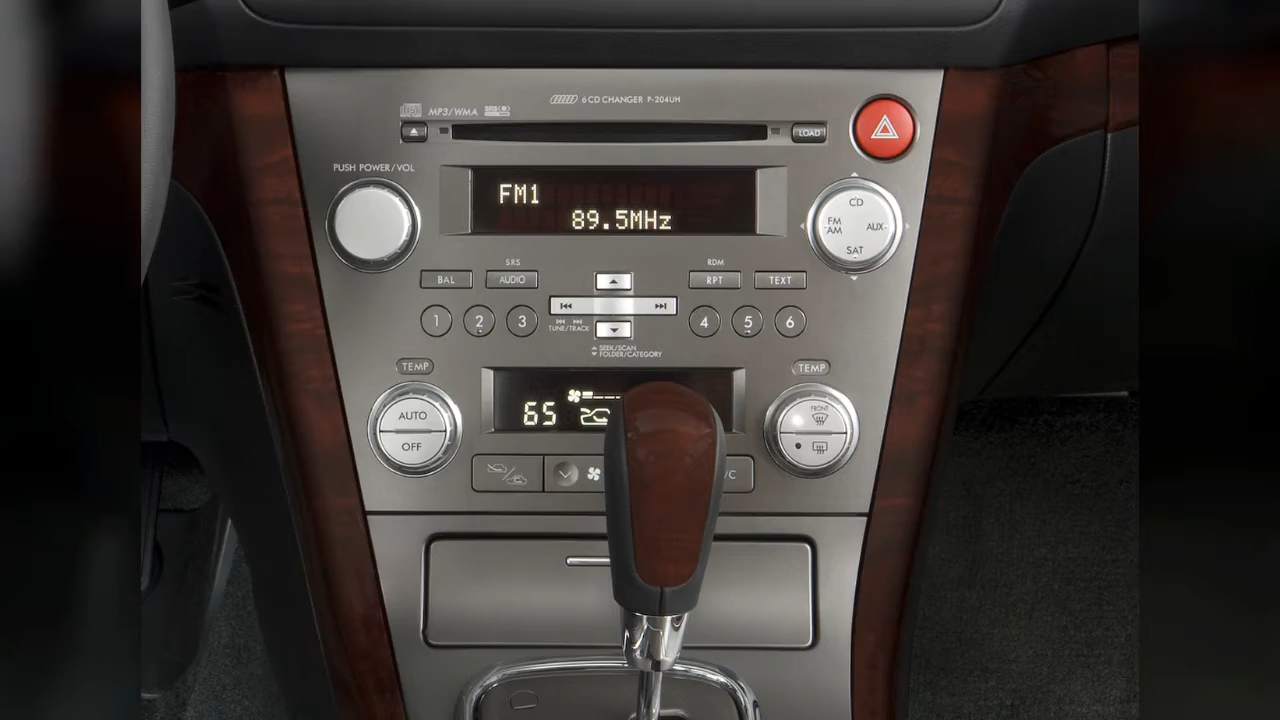 6 CD CHANGER P-204UH
MP3/WMA
SRS
LOAD
PUSH POWER/VOL
FM1
89.5MHz
CD
FM AM
AUX
SAT
SRS
RDM
BAL
AUDIO
RPT
TEXT
1
2
3
4
5
6
TUNE/TRACK
SEEK/SCAN
FOLDER/CATEGORY
TEMP
TEMP
AUTO
OFF
65
FRONT
/C